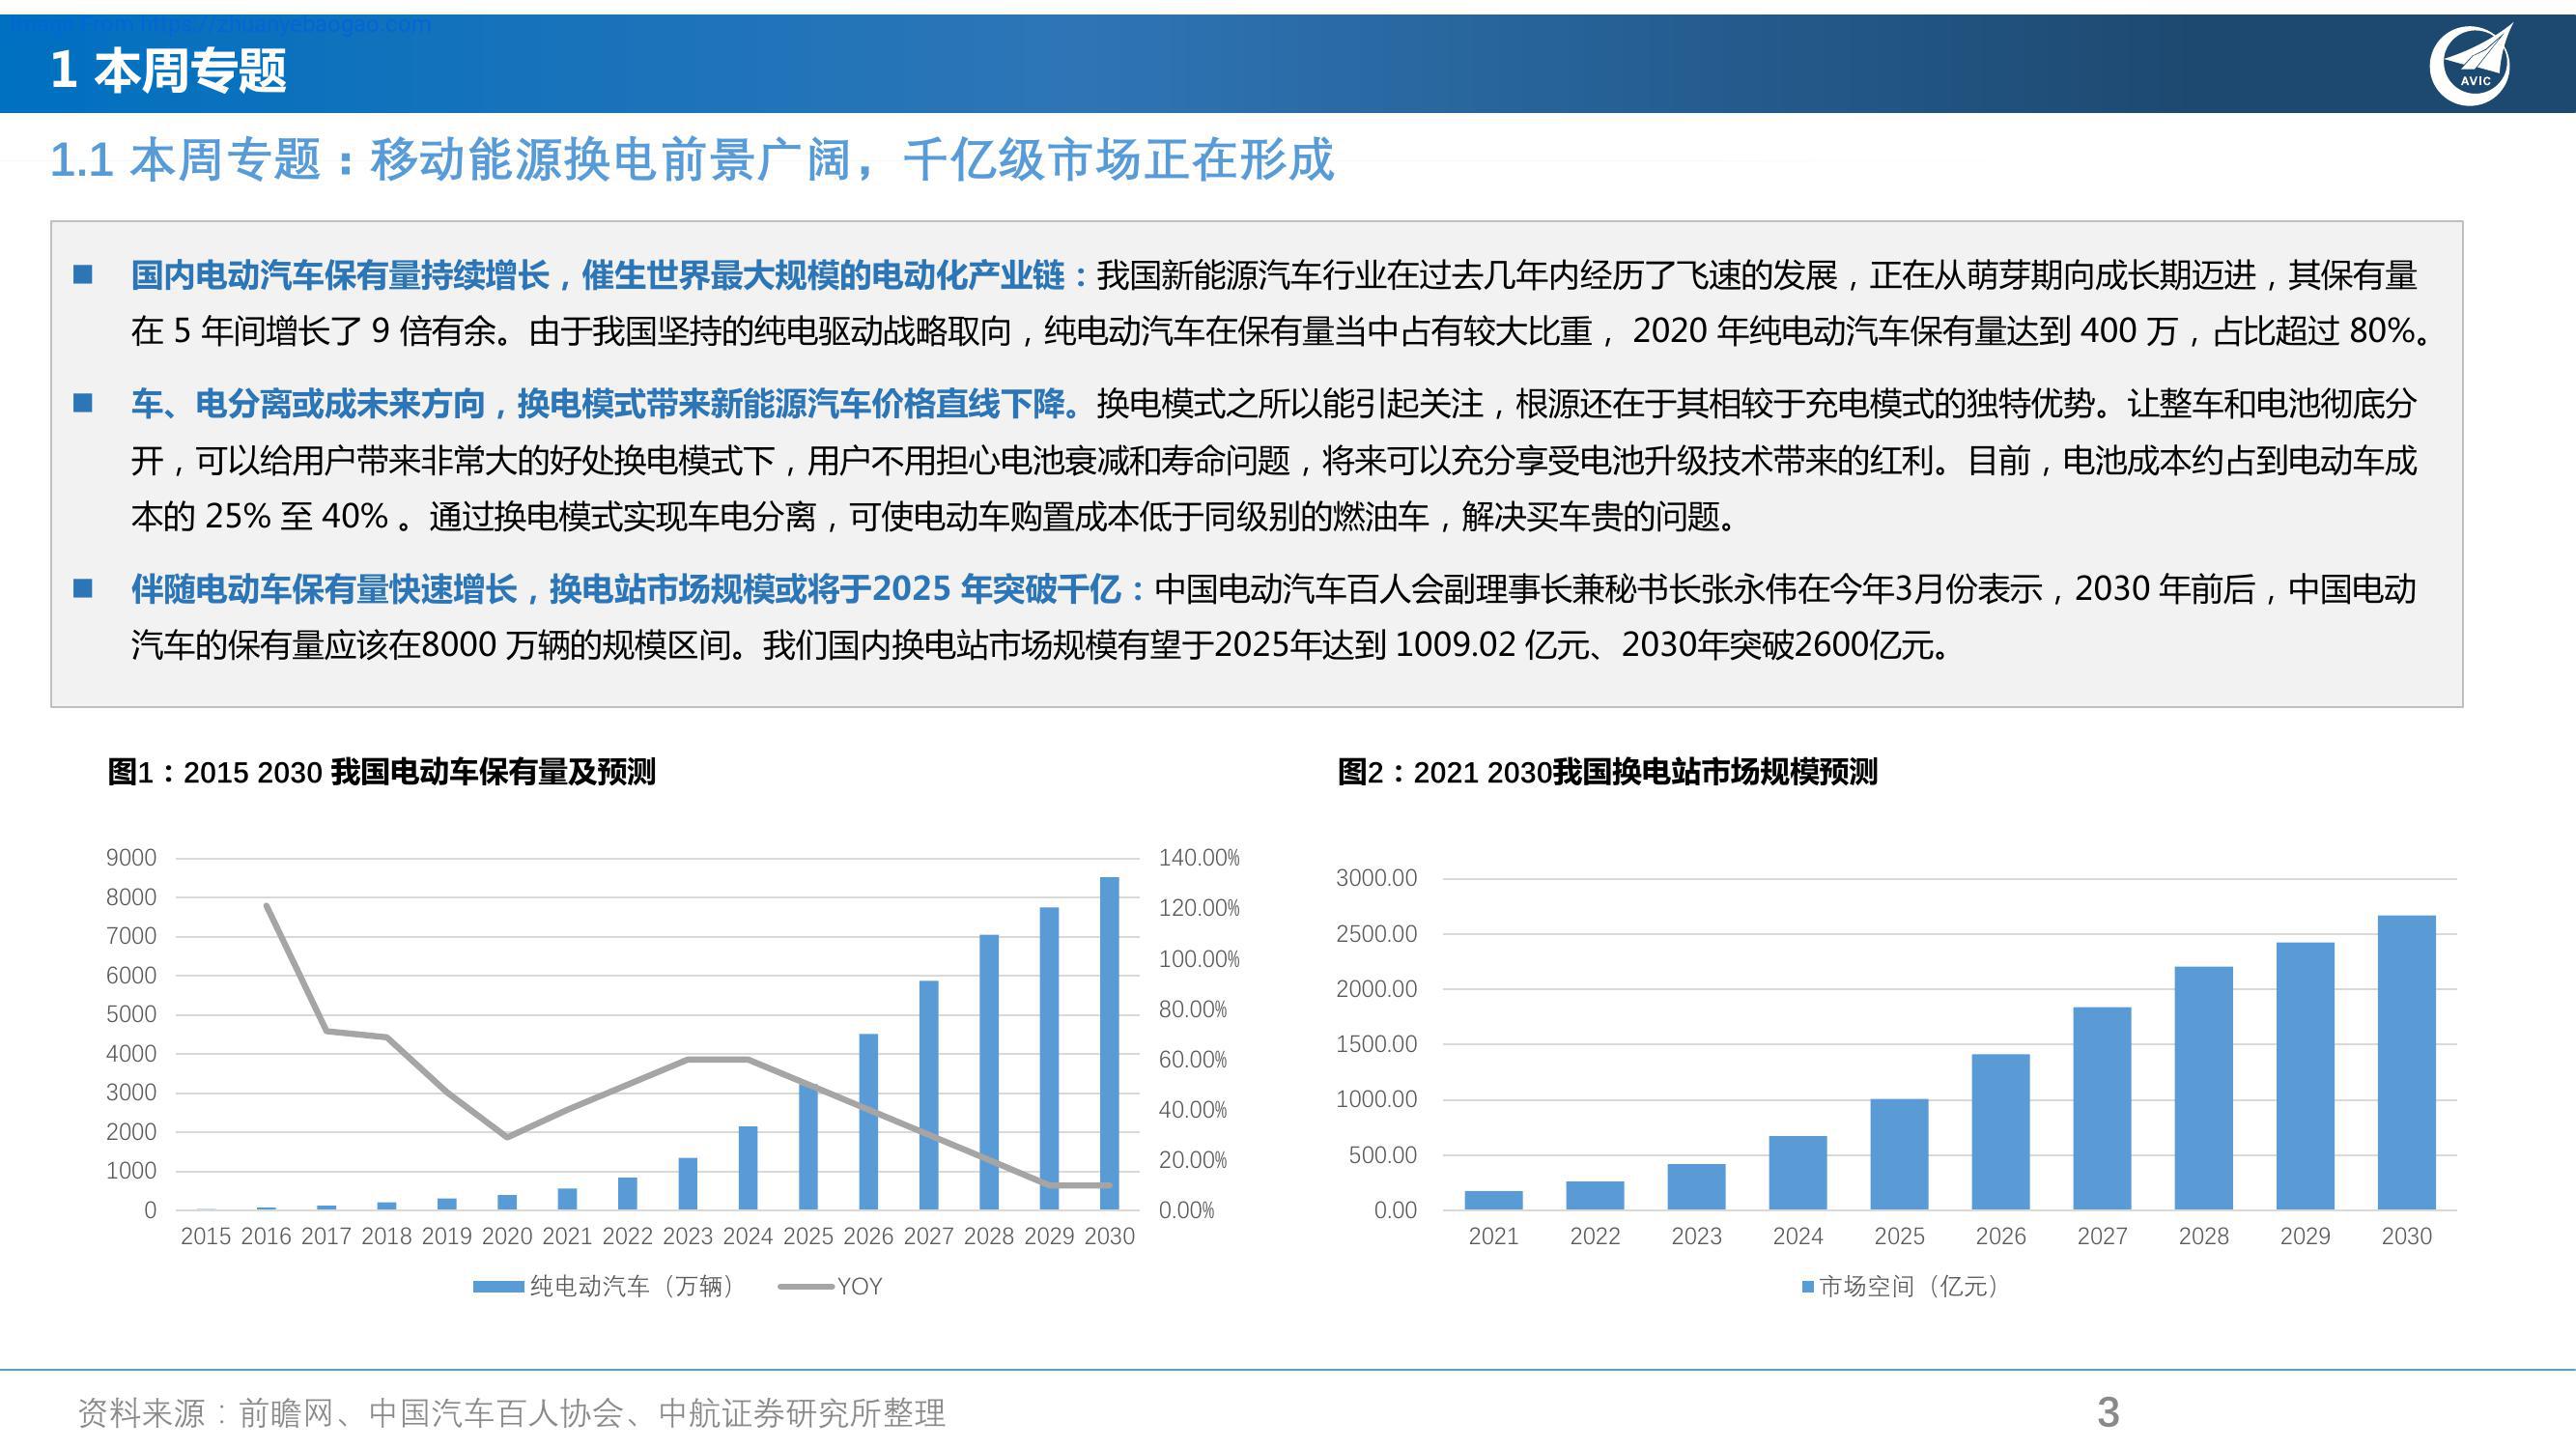 Image From https://zhuanyebaogao.com
1 本周专题
AVIC
1.1 本周专题：移动能源换电前景广阔，千亿级市场正在形成
■ 国内电动汽车保有量持续增长，催生世界最大规模的电动化产业链：我国新能源汽车行业在过去几年内经历了飞速的发展，正在从萌芽期向成长期迈进，其保有量
在 5 年间增长了 9 倍有余。由于我国坚持的纯电驱动战略取向，纯电动汽车在保有量当中占有较大比重， 2020 年纯电动汽车保有量达到 400 万，占比超过 80%。
■ 车、电分离或成未来方向，换电模式带来新能源汽车价格直线下降。换电模式之所以能引起关注，根源还在于其相较于充电模式的独特优势。让整车和电池彻底分
开，可以给用户带来非常大的好处换电模式下，用户不用担心电池衰减和寿命问题，将来可以充分享受电池升级技术带来的红利。目前，电池成本约占到电动车成
本的 25% 至 40% 。通过换电模式实现车电分离，可使电动车购置成本低于同级别的燃油车，解决买车贵的问题。
■ 伴随电动车保有量快速增长，换电站市场规模或将于2025 年突破千亿：中国电动汽车百人会副理事长兼秘书长张永伟在今年3月份表示，2030 年前后，中国电动
汽车的保有量应该在8000 万辆的规模区间。我们国内换电站市场规模有望于2025年达到 1009.02 亿元、2030年突破2600亿元。
图1：2015 2030 我国电动车保有量及预测
9000
8000
7000
6000
5000
4000
3000
2000
1000
0
140.00%
120.00%
100.00%
80.00%
60.00%
40.00%
20.00%
0.00%
2015 2016 2017 2018 2019 2020 2021 2022 2023 2024 2025 2026 2027 2028 2029 2030
纯电动汽车（万辆） YOY
图2：2021 2030我国换电站市场规模预测
3000.00
2500.00
2000.00
1500.00
1000.00
500.00
0.00
2021 2022 2023 2024 2025 2026 2027 2028 2029 2030
市场空间（亿元）
资料来源：前瞻网、中国汽车百人协会、中航证券研究所整理
3